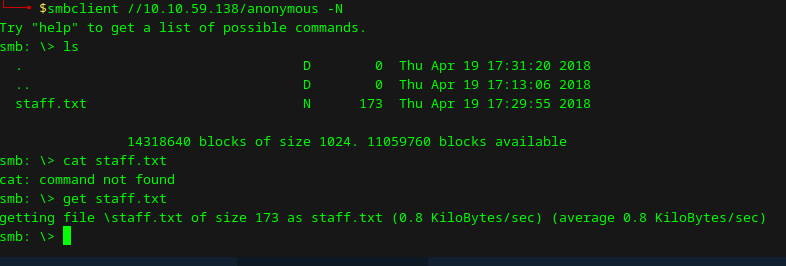 $smbclient //10.10.59.138/anonymous -N
Try "help" to get a list of possible commands.
smb: \> ls
  .                                   D        0  Thu Apr 19 17:31:20 2018
  ..                                  D        0  Thu Apr 19 17:13:06 2018
  staff.txt                           N      173  Thu Apr 19 17:29:55 2018
                14318640 blocks of size 1024. 11059760 blocks available
smb: \> cat staff.txt
cat: command not found
smb: \> get staff.txt
getting file \staff.txt of size 173 as staff.txt (0.8 KiloBytes/sec) (average 0.8 KiloBytes/sec)
smb: \>